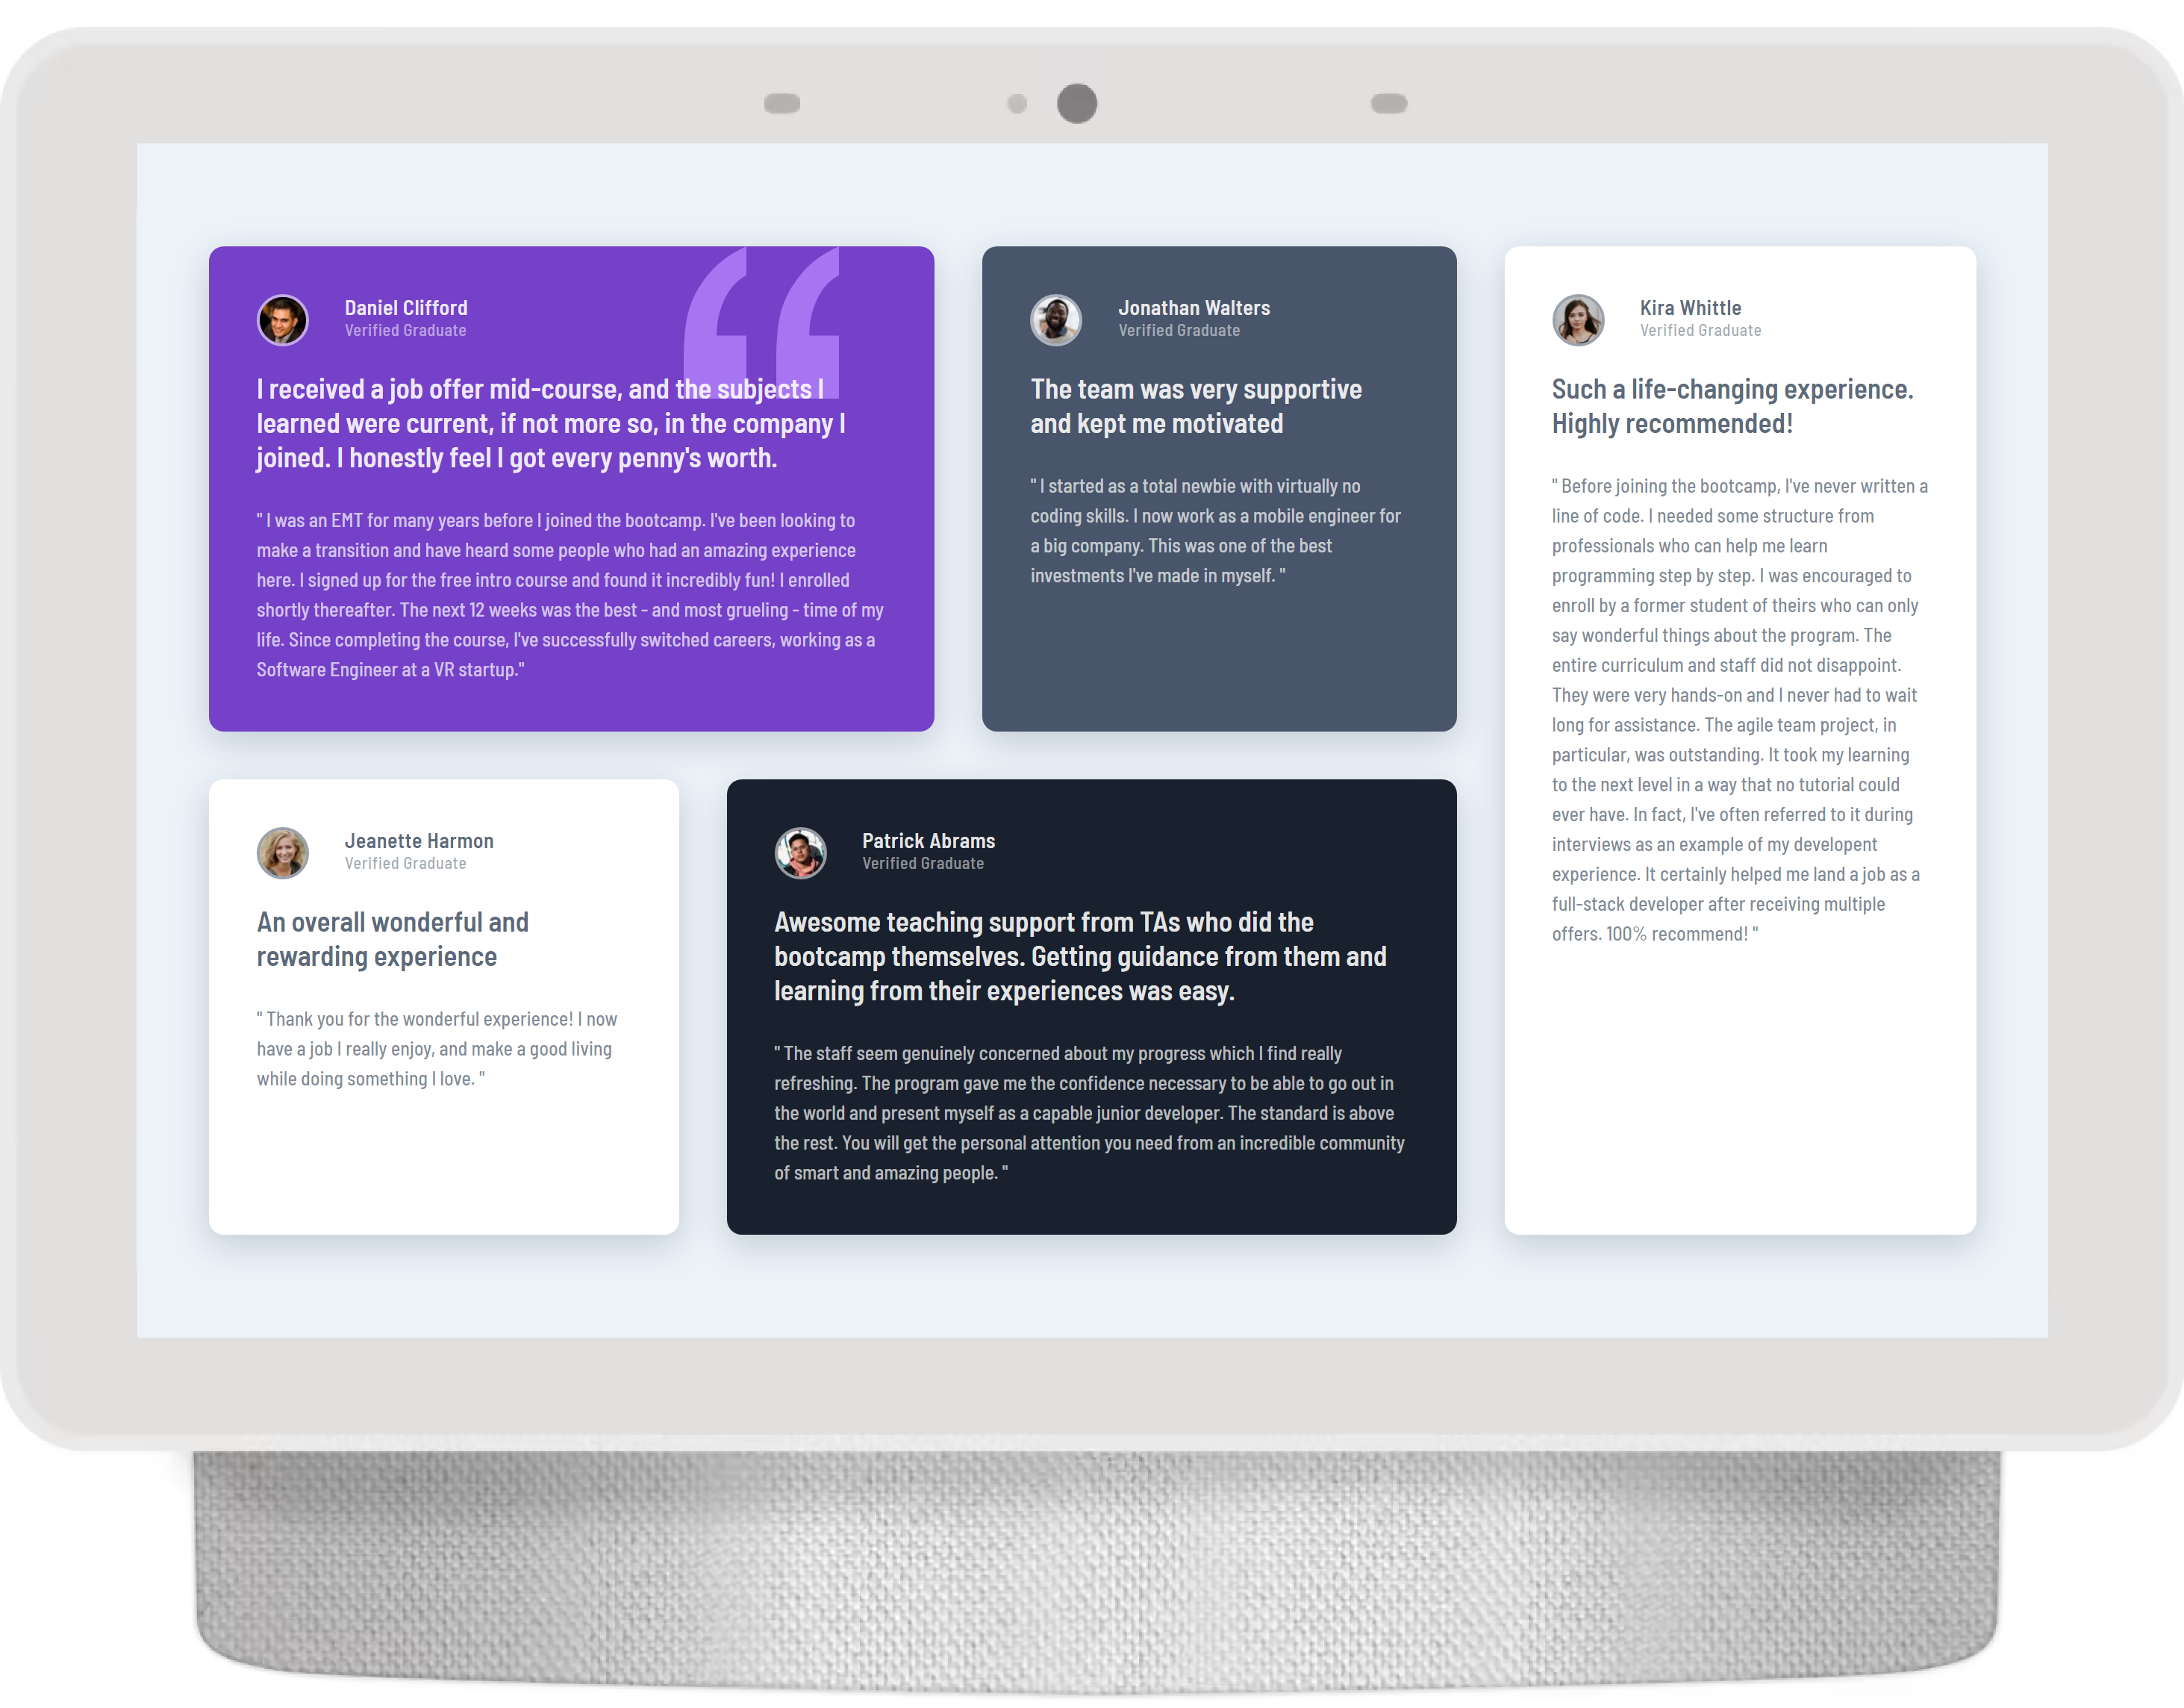 Daniel Clifford
Verified Graduate
I received a job offer mid-course, and the subjects I
learned were current, if not more so, in the company I
joined. I honestly feel I got every penny's worth.
" I was an EMT for many years before I joined the bootcamp. I've been looking to
make a transition and have heard some people who had an amazing experience
here. I signed up for the free intro course and found it incredibly fun! I enrolled
shortly thereafter. The next 12 weeks was the best - and most grueling - time of my
life. Since completing the course, I've successfully switched careers, working as a
Software Engineer at a VR startup."
Jonathan Walters
Verified Graduate
The team was very supportive
and kept me motivated
" I started as a total newbie with virtually no
coding skills. I now work as a mobile engineer for
a big company. This was one of the best
investments I've made in myself. "
Kira Whittle
Verified Graduate
Such a life-changing experience.
Highly recommended!
" Before joining the bootcamp, I've never written a
line of code. I needed some structure from
professionals who can help me learn
programming step by step. I was encouraged to
enroll by a former student of theirs who can only
say wonderful things about the program. The
entire curriculum and staff did not disappoint.
They were very hands-on and I never had to wait
long for assistance. The agile team project, in
particular, was outstanding. It took my learning
to the next level in a way that no tutorial could
ever have. In fact, I've often referred to it during
interviews as an example of my developent
experience. It certainly helped me land a job as a
full-stack developer after receiving multiple
offers. 100% recommend! "
Jeanette Harmon
Verified Graduate
An overall wonderful and
rewarding experience
" Thank you for the wonderful experience! I now
have a job I really enjoy, and make a good living
while doing something I love. "
Patrick Abrams
Verified Graduate
Awesome teaching support from TAs who did the
bootcamp themselves. Getting guidance from them and
learning from their experiences was easy.
" The staff seem genuinely concerned about my progress which I find really
refreshing. The program gave me the confidence necessary to be able to go out in
the world and present myself as a capable junior developer. The standard is above
the rest. You will get the personal attention you need from an incredible community
of smart and amazing people. "